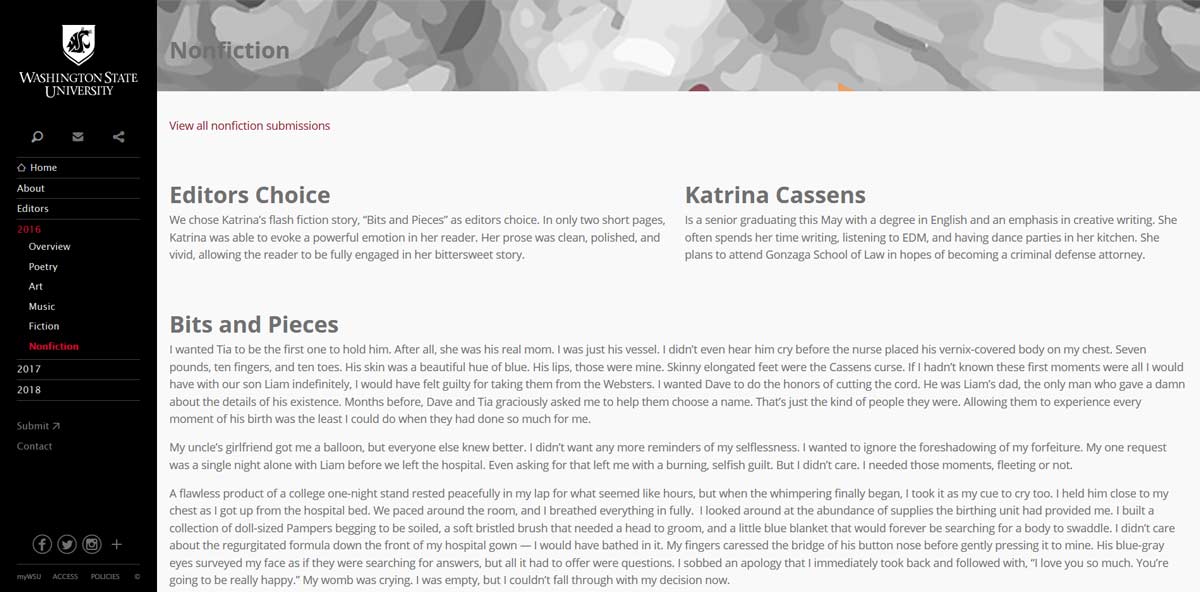 WASHINGTON STATE
UNIVERSITY
Home
About
Editors
2016
Overview
Poetry
Art
Music
Fiction
Nonfiction
2017
2018
Submit
Contact
myWSU ACCESS POLICIES ©
Nonfiction
View all nonfiction submissions
Editors Choice
We chose Katrina’s flash fiction story, “Bits and Pieces” as editors choice. In only two short pages,
Katrina was able to evoke a powerful emotion in her reader. Her prose was clean, polished, and
vivid, allowing the reader to be fully engaged in her bittersweet story.
Katrina Cassens
Is a senior graduating this May with a degree in English and an emphasis in creative writing. She
often spends her time writing, listening to EDM, and having dance parties in her kitchen. She
plans to attend Gonzaga School of Law in hopes of becoming a criminal defense attorney.
Bits and Pieces
I wanted Tia to be the first one to hold him. After all, she was his real mom. I was just his vessel. I didn’t even hear him cry before the nurse placed his vernix-covered body on my chest. Seven
pounds, ten fingers, and ten toes. His skin was a beautiful hue of blue. His lips, those were mine. Skinny elongated feet were the Cassens curse. If I hadn’t known these first moments were all I would
have with our son Liam indefinitely, I would have felt guilty for taking them from the Websters. I wanted Dave to do the honors of cutting the cord. He was Liam’s dad, the only man who gave a damn
about the details of his existence. Months before, Dave and Tia graciously asked me to help them choose a name. That’s just the kind of people they were. Allowing them to experience every
moment of his birth was the least I could do when they had done so much for me.
My uncle’s girlfriend got me a balloon, but everyone else knew better. I didn’t want any more reminders of my selflessness. I wanted to ignore the foreshadowing of my forfeiture. My one request
was a single night alone with Liam before we left the hospital. Even asking for that left me with a burning, selfish guilt. But I didn’t care. I needed those moments, fleeting or not.
A flawless product of a college one-night stand rested peacefully in my lap for what seemed like hours, but when the whimpering finally began, I took it as my cue to cry too. I held him close to my
chest as I got up from the hospital bed. We paced around the room, and I breathed everything in fully.  I looked around at the abundance of supplies the birthing unit had provided me. I built a
collection of doll-sized Pampers begging to be soiled, a soft bristled brush that needed a head to groom, and a little blue blanket that would forever be searching for a body to swaddle. I didn’t care
about the regurgitated formula down the front of my hospital gown — I would have bathed in it. My fingers caressed the bridge of his button nose before gently pressing it to mine. His blue-gray
eyes surveyed my face as if they were searching for answers, but all it had to offer were questions. I sobbed an apology that I immediately took back and followed with, “I love you so much. You’re
going to be really happy.” My womb was crying. I was empty, but I couldn’t fall through with my decision now.